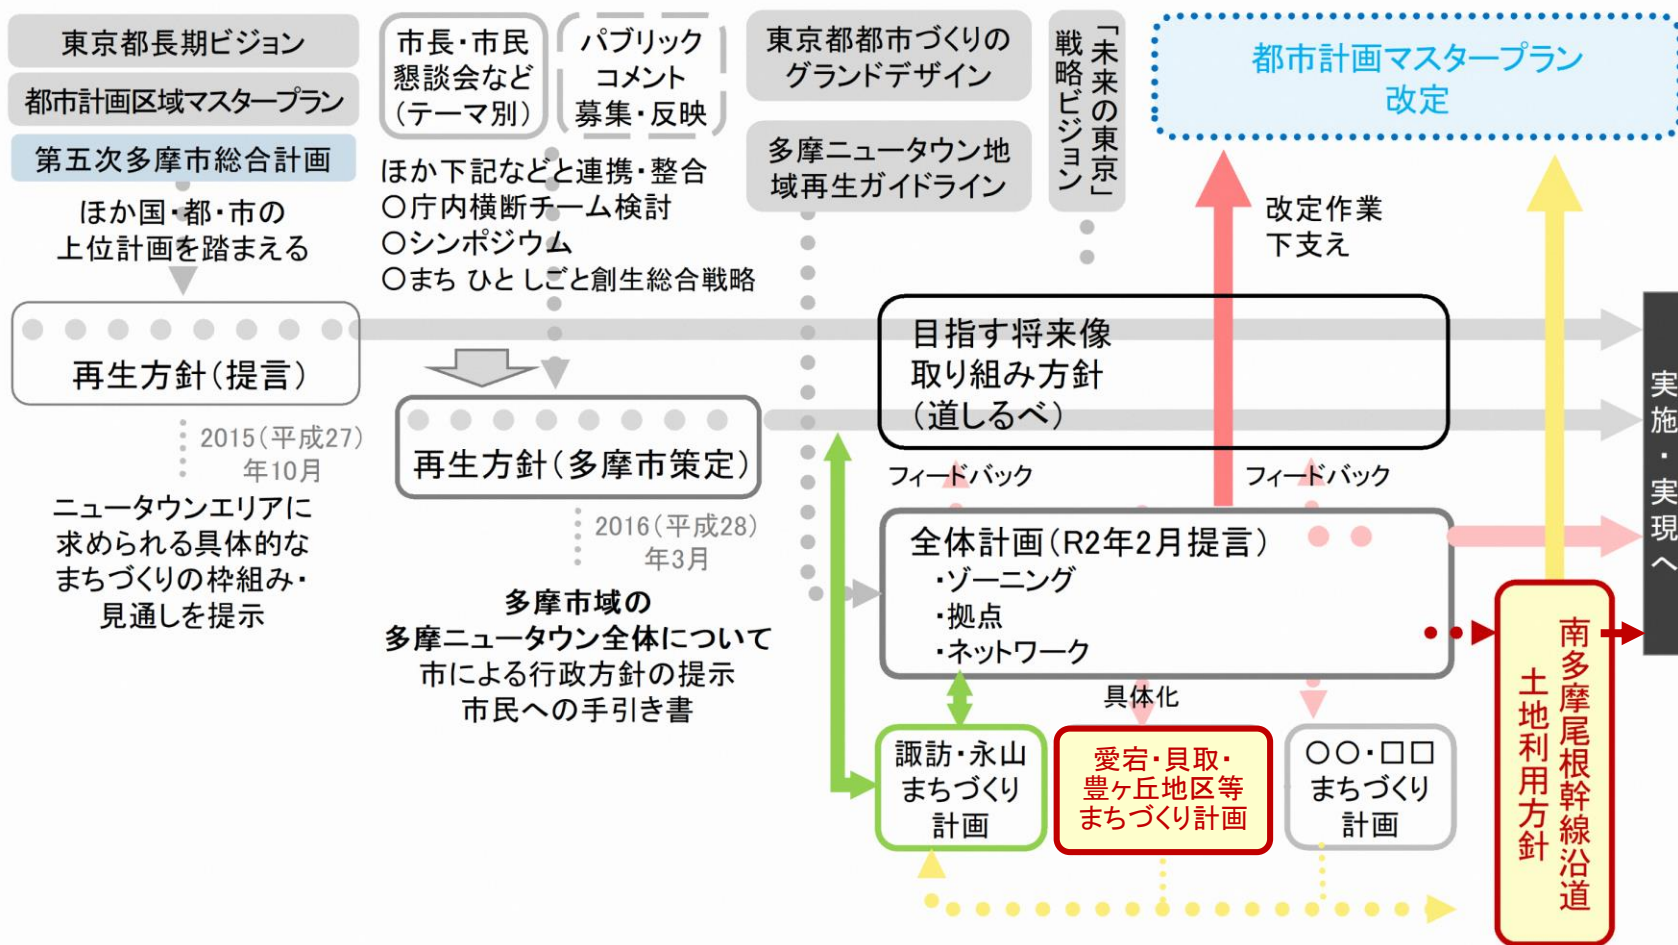 東京都長期ビジョン
都市計画区域マスタープラン
第五次多摩市総合計画
ほか国・都・市の
上位計画を踏まえる
再生方針(提言)
2015(平成27)
年10月
ニュータウンエリアに
求められる具体的な
まちづくりの枠組み・
見通しを提示
市長・市民
懇談会など
(テーマ別)
パブリック
コメント
募集・反映
ほか下記などと連携・整合
○庁内横断チーム検討
○シンポジウム
○まち ひと しごと創生総合戦略
再生方針(多摩市策定)
2016(平成28)
年3月
多摩市域の
多摩ニュータウン全体について
市による行政方針の提示
市民への手引き書
東京都都市づくりの
グランドデザイン
多摩ニュータウン地
域再生ガイドライン
「未来の東京」
戦略ビジョン
都市計画マスタープラン
改定
改定作業
下支え
目指す将来像
取り組み方針
(道しるべ)
フィードバック
フィードバック
全体計画(R2年2月提言)
・ゾーニング
・拠点
・ネットワーク
具体化
諏訪・永山
まちづくり
計画
愛宕・貝取・
豊ヶ丘地区等
まちづくり計画
○○・□□
まちづくり
計画
南多摩尾根幹線沿道
土地利用方針
実施・実現へ